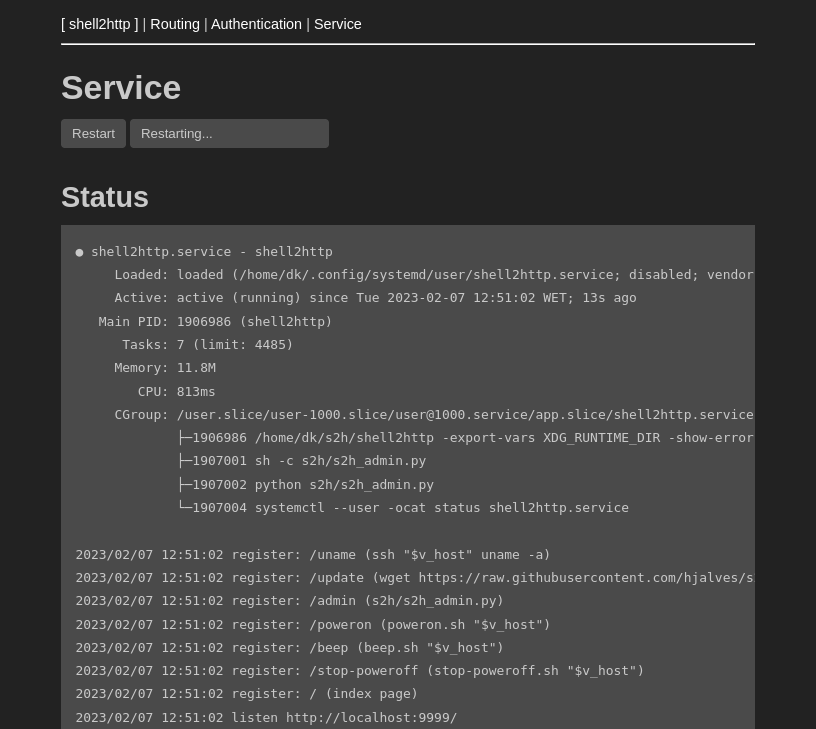 [ shell2http ] | Routing | Authentication | Service
Service
Restart Restarting...
Status
● shell2http.service - shell2http
     Loaded: loaded (/home/dk/.config/systemd/user/shell2http.service; disabled; vendor
     Active: active (running) since Tue 2023-02-07 12:51:02 WET; 13s ago
   Main PID: 1906986 (shell2http)
      Tasks: 7 (limit: 4485)
     Memory: 11.8M
        CPU: 813ms
     CGroup: /user.slice/user-1000.slice/user@1000.service/app.slice/shell2http.service
             ├─1906986 /home/dk/s2h/shell2http -export-vars XDG_RUNTIME_DIR -show-error
             ├─1907001 sh -c s2h/s2h_admin.py
             ├─1907002 python s2h/s2h_admin.py
             └─1907004 systemctl --user -ocat status shell2http.service
2023/02/07 12:51:02 register: /uname (ssh "$v_host" uname -a)
2023/02/07 12:51:02 register: /update (wget https://raw.githubusercontent.com/hjalves/s
2023/02/07 12:51:02 register: /admin (s2h/s2h_admin.py)
2023/02/07 12:51:02 register: /poweron (poweron.sh "$v_host")
2023/02/07 12:51:02 register: /beep (beep.sh "$v_host")
2023/02/07 12:51:02 register: /stop-poweroff (stop-poweroff.sh "$v_host")
2023/02/07 12:51:02 register: / (index page)
2023/02/07 12:51:02 listen http://localhost:9999/